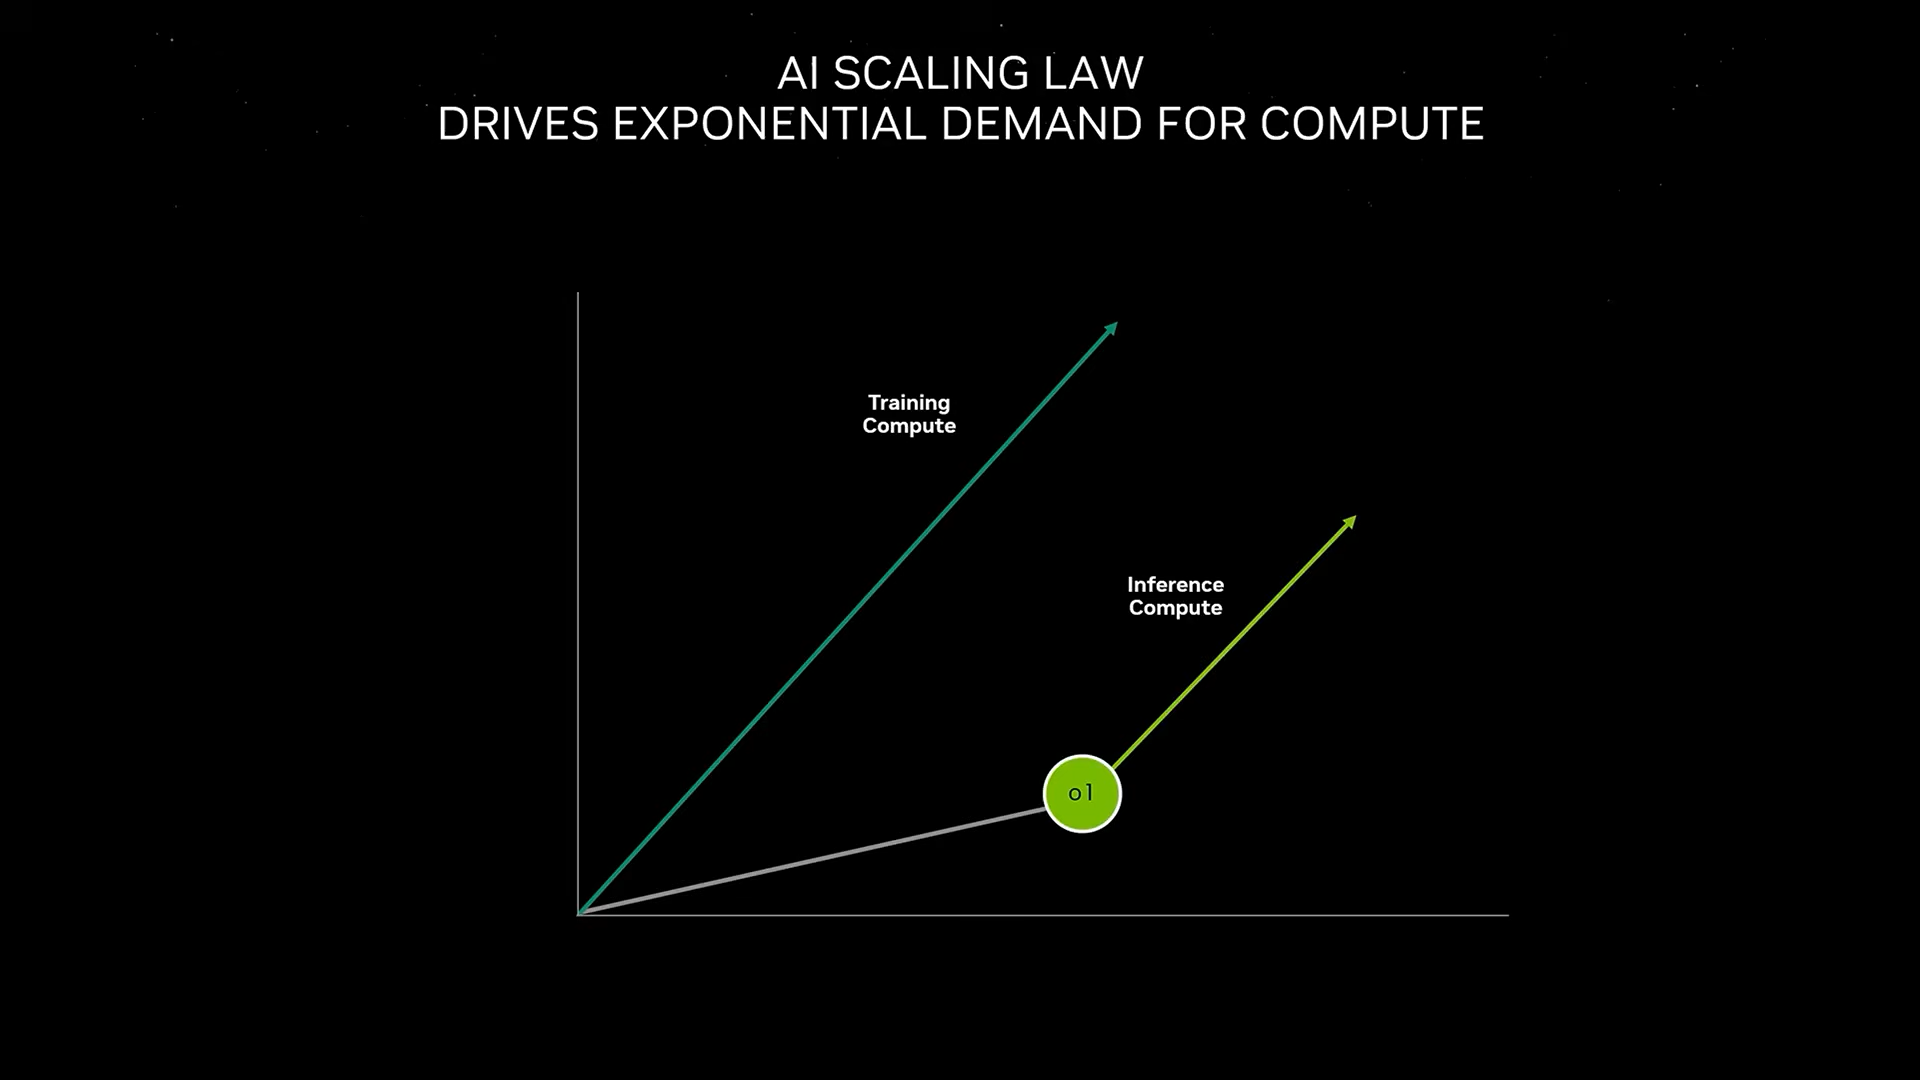 AI SCALING LAW
DRIVES EXPONENTIAL DEMAND FOR COMPUTE
Training
Compute
Inference
Compute
o1